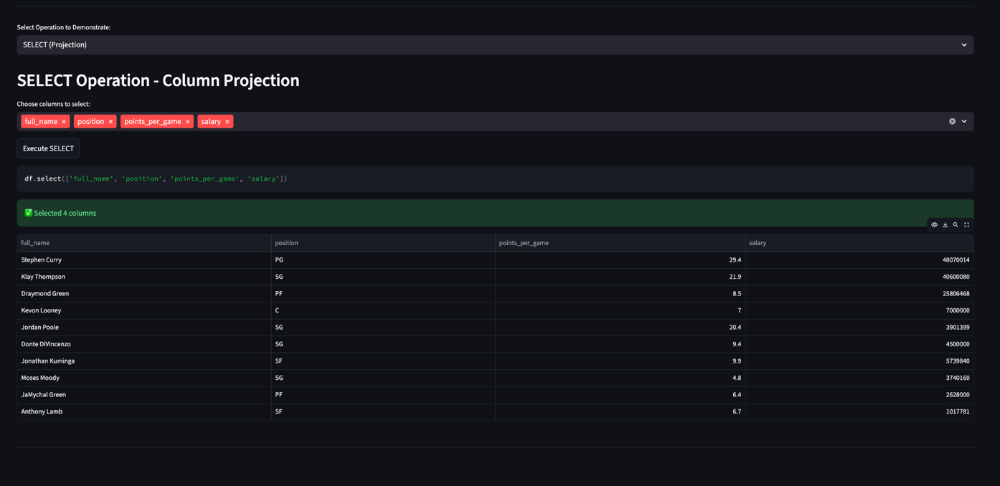 Select Operation to Demonstrate:
SELECT (Projection)
SELECT Operation - Column Projection
Choose columns to select:
full_name × position × points_per_game × salary ×
Execute SELECT
df.select(['full_name', 'position', 'points_per_game', 'salary'])
✅ Selected 4 columns
full_name position points_per_game salary
Stephen Curry PG 29.4 48070014
Klay Thompson SG 21.9 40600080
Draymond Green PF 8.5 25806468
Kevon Looney C 7 7000000
Jordan Poole SG 20.4 3901399
Donte DiVincenzo SG 9.4 4500000
Jonathan Kuminga SF 9.9 5739840
Moses Moody SG 4.8 3740160
JaMychal Green PF 6.4 2628000
Anthony Lamb SF 6.7 1017781